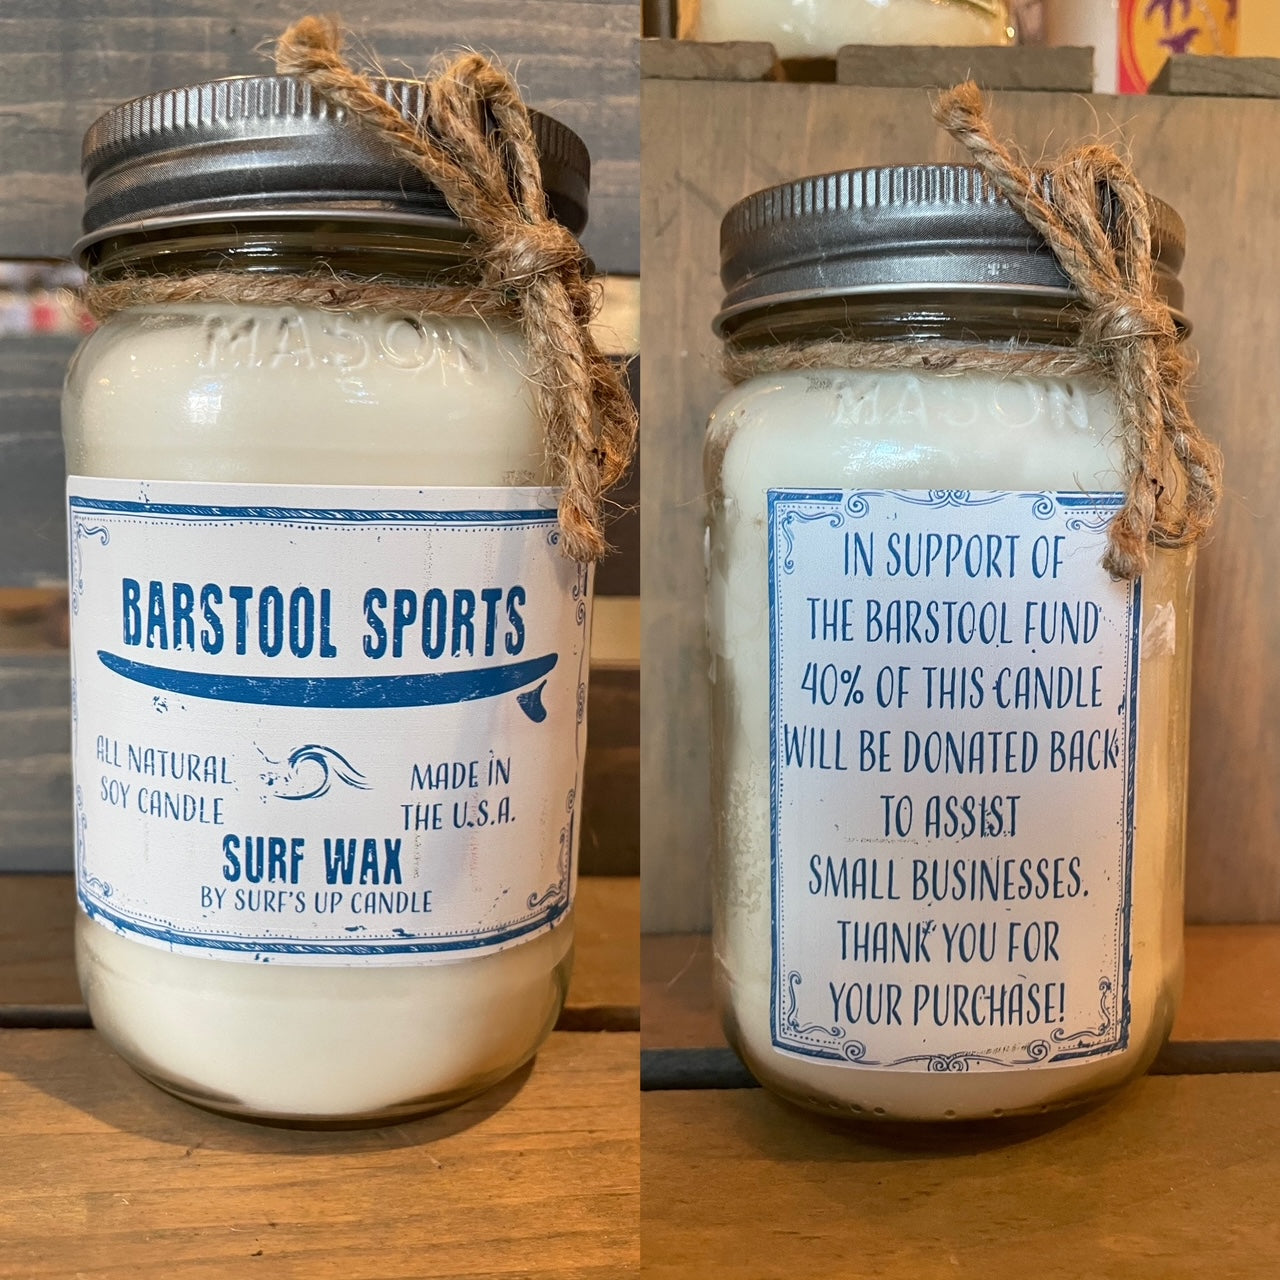 MASON
BARSTOOL SPORTS
ALL NATURAL
SOY CANDLE
MADE IN
THE U.S.A.
SURF WAX
BY SURF'S UP CANDLE
MASON
IN SUPPORT OF
THE BARSTOOL FUND
40% OF THIS CANDLE
WILL BE DONATED BACK
TO ASSIST
SMALL BUSINESSES.
THANK YOU FOR
YOUR PURCHASE!